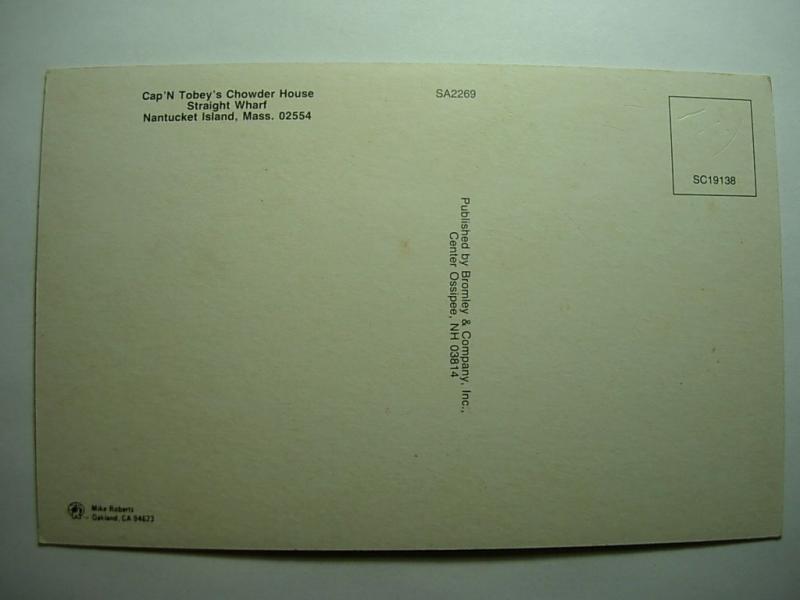 Cap'N Tobey's Chowder House
Straight Wharf
Nantucket Island, Mass. 02554
SA2269
SC19138
Published by Bromley & Company, Inc.,
Center Ossipee, NH 03814
Mike Roberts
Oakland, CA 94623